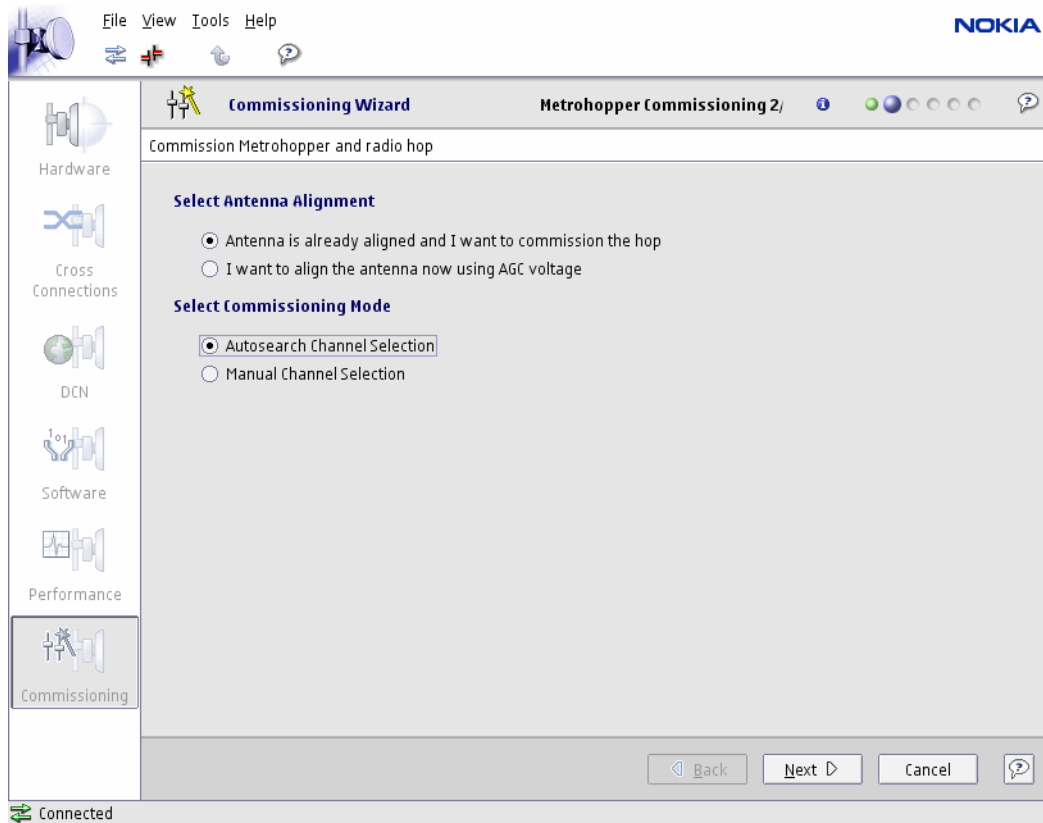 File View Tools Help
NOKIA
Commissioning Wizard Metrohopper Commissioning 2/
Commission Metrohopper and radio hop
Hardware
Cross
Connections
DCN
Software
Performance
Commissioning
Select Antenna Alignment
Antenna is already aligned and I want to commission the hop
I want to align the antenna now using AGC voltage
Select Commissioning Mode
Autosearch Channel Selection
Manual Channel Selection
Back Next Cancel
Connected